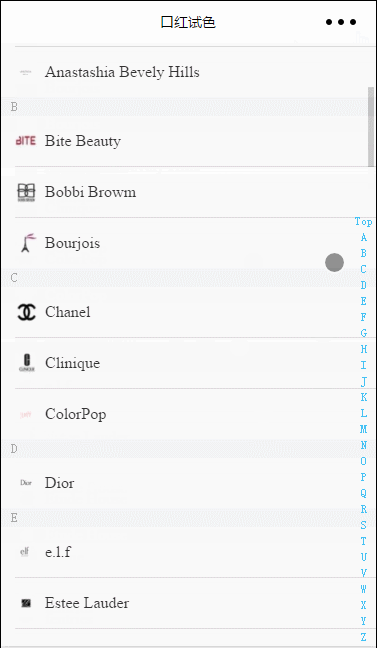 口红试色
Anastashia Bevely Hills
B
BITE Bite Beauty
Bobbi Browm
Bourjois
C
Chanel
CLINIQUE Clinique
ColorPop
D
Dior Dior
E
elf e.l.f
Estee Lauder
Top
A
B
C
D
E
F
G
H
I
J
K
L
M
N
O
P
Q
R
S
T
U
V
W
X
Y
Z